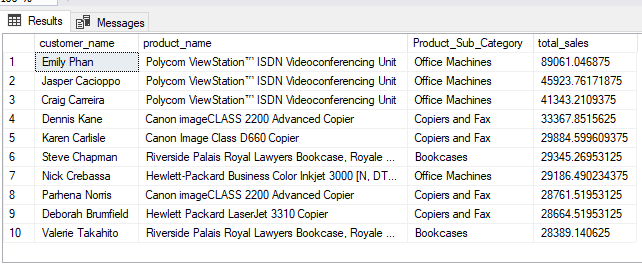 Results Messages
customer_name product_name Product_Sub_Category total_sales
1 Emily Phan Polycom ViewStation™ ISDN Videoconferencing Unit Office Machines 89061.046875
2 Jasper Cacioppo Polycom ViewStation™ ISDN Videoconferencing Unit Office Machines 45923.76171875
3 Craig Carreira Polycom ViewStation™ ISDN Videoconferencing Unit Office Machines 41343.2109375
4 Dennis Kane Canon imageCLASS 2200 Advanced Copier Copiers and Fax 33367.8515625
5 Karen Carlisle Canon Image Class D660 Copier Copiers and Fax 29884.599609375
6 Steve Chapman Riverside Palais Royal Lawyers Bookcase, Royale ... Bookcases 29345.26953125
7 Nick Crebassa Hewlett-Packard Business Color Inkjet 3000 [N, DT... Office Machines 29186.490234375
8 Parhena Norris Canon imageCLASS 2200 Advanced Copier Copiers and Fax 28761.51953125
9 Deborah Brumfield Hewlett Packard LaserJet 3310 Copier Copiers and Fax 28664.51953125
10 Valerie Takahito Riverside Palais Royal Lawyers Bookcase, Royale ... Bookcases 28389.140625